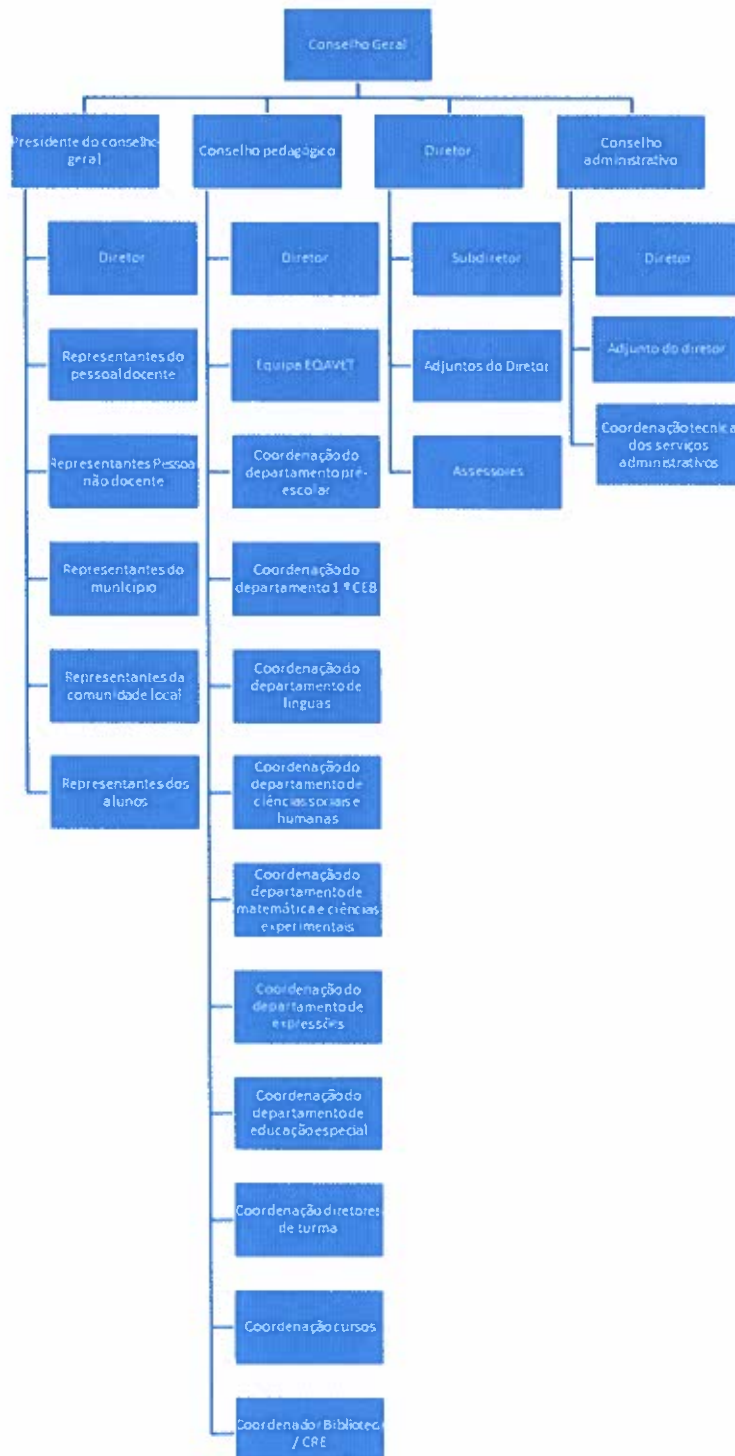 Conselho Geral
Presidente do conselho
geral
Conselho pedagógico
Diretor
Conselho
administrativo
Diretor
Representantes do
pessoal docente
Representantes Pessoa
não docente
Representantes do
município
Representantes da
comunidade local
Representantes dos
alunos
Diretor
Equipa EQAVET
Coordenação do
departamento pré-
escolar
Coordenação do
departamento 1 º CEB
Coordenação do
departamento de
línguas
Coordenação do
departamento de
ciências sociais e
humanas
Coordenação do
departamento de
matemática e ciências
experimentais
Coordenação do
departamento de
expressões
Coordenação do
departamento de
educação especial
Coordenação diretores
de turma
Coordenação cursos
Coordenador Biblioteca
/ CRE
Subdiretor
Adjuntos do Diretor
Assessores
Diretor
Adjunto do diretor
Coordenação tecnica
dos serviços
administrativos